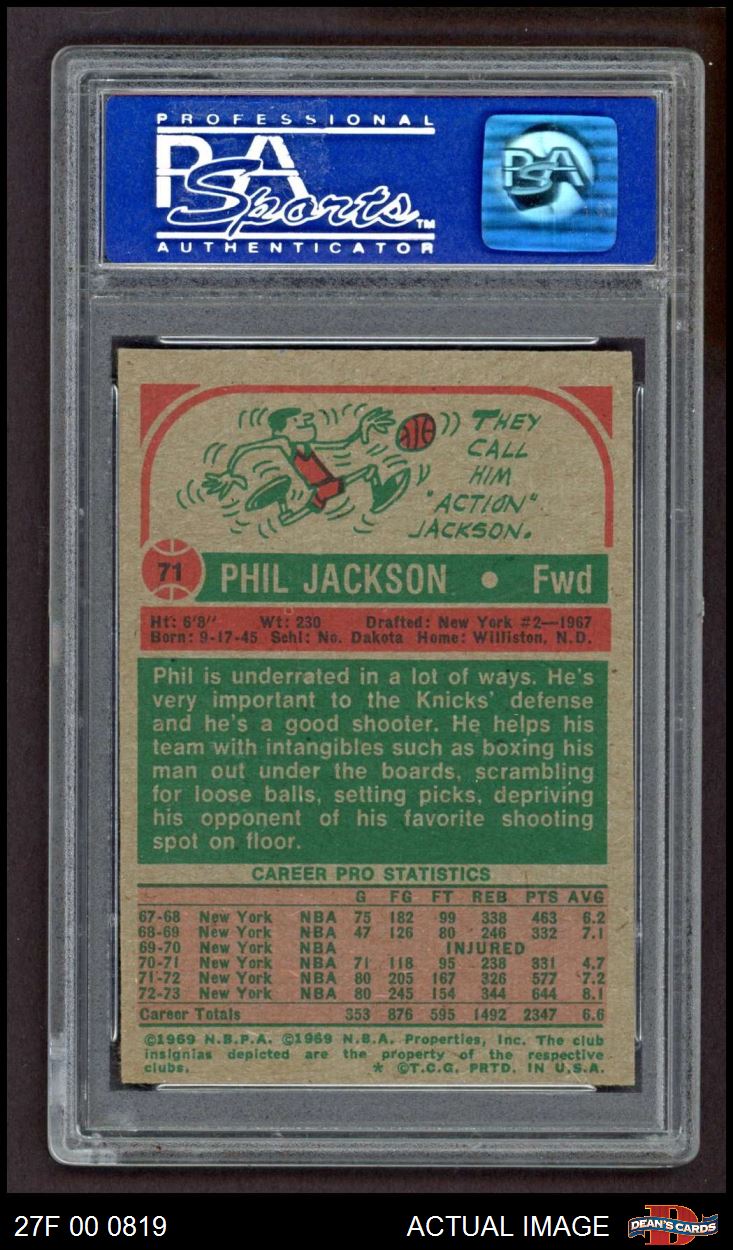 PROFESSIONAL
PSA
Sports™
AUTHENTICATOR
PSA
THEY
CALL
HIM
"ACTION"
JACKSON.
71 PHIL JACKSON • Fwd
Ht: 6'8" Wt: 230 Drafted: New York #2—1967
Born: 9-17-45 Schl: No. Dakota Home: Williston, N.D.
Phil is underrated in a lot of ways. He's
very important to the Knicks' defense
and he's a good shooter. He helps his
team with intangibles such as boxing his
man out under the boards, scrambling
for loose balls, setting picks, depriving
his opponent of his favorite shooting
spot on floor.
CAREER PRO STATISTICS
G FG FT REB PTS AVG
67-68 New York NBA 75 182 99 338 463 6.2
68-69 New York NBA 47 126 80 246 332 7.1
69-70 New York NBA INJURED
70-71 New York NBA 71 118 95 238 331 4.7
71-72 New York NBA 80 205 167 326 577 7.2
72-73 New York NBA 80 245 154 344 644 8.1
Career Totals 353 876 595 1492 2347 6.6
©1969 N.B.P.A. ©1969 N.B.A. Properties, Inc. The club
insignias depicted are the property of the respective
clubs. * ©T.C.G. PRTD. IN U.S.A.
27F 00 0819 ACTUAL IMAGE DEAN'S CARDS